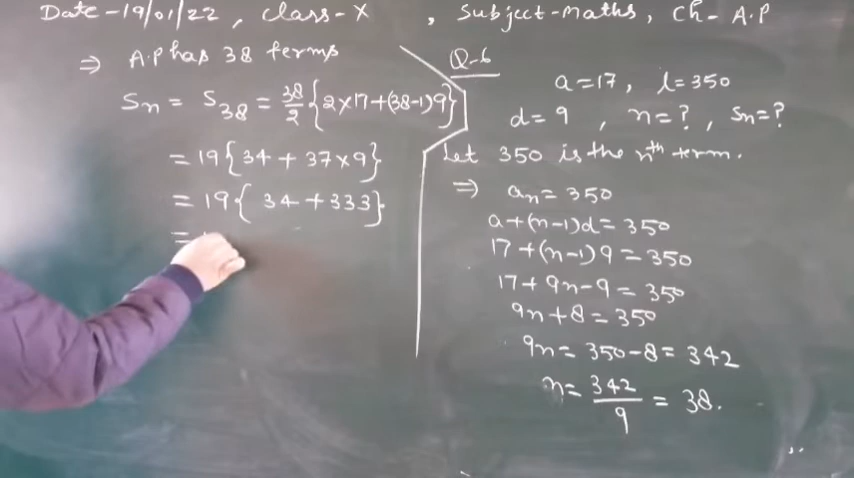 Date-19/01/22, Class-X, Subject-Maths, Ch- A.P
Q-6
a=17, l=350
d=9, n=?, Sn=?
Let 350 is the nth term.
⇒ an=350
a+(n-1)d=350
17+(n-1)9=350
17+9n-9=350
9n+8=350
9n=350-8=342
n=342/9=38.
⇒ A.P has 38 terms
Sn= S38=38/2{2×17+(38-1)9}
=19{34+37×9}
=19{34+333}
=